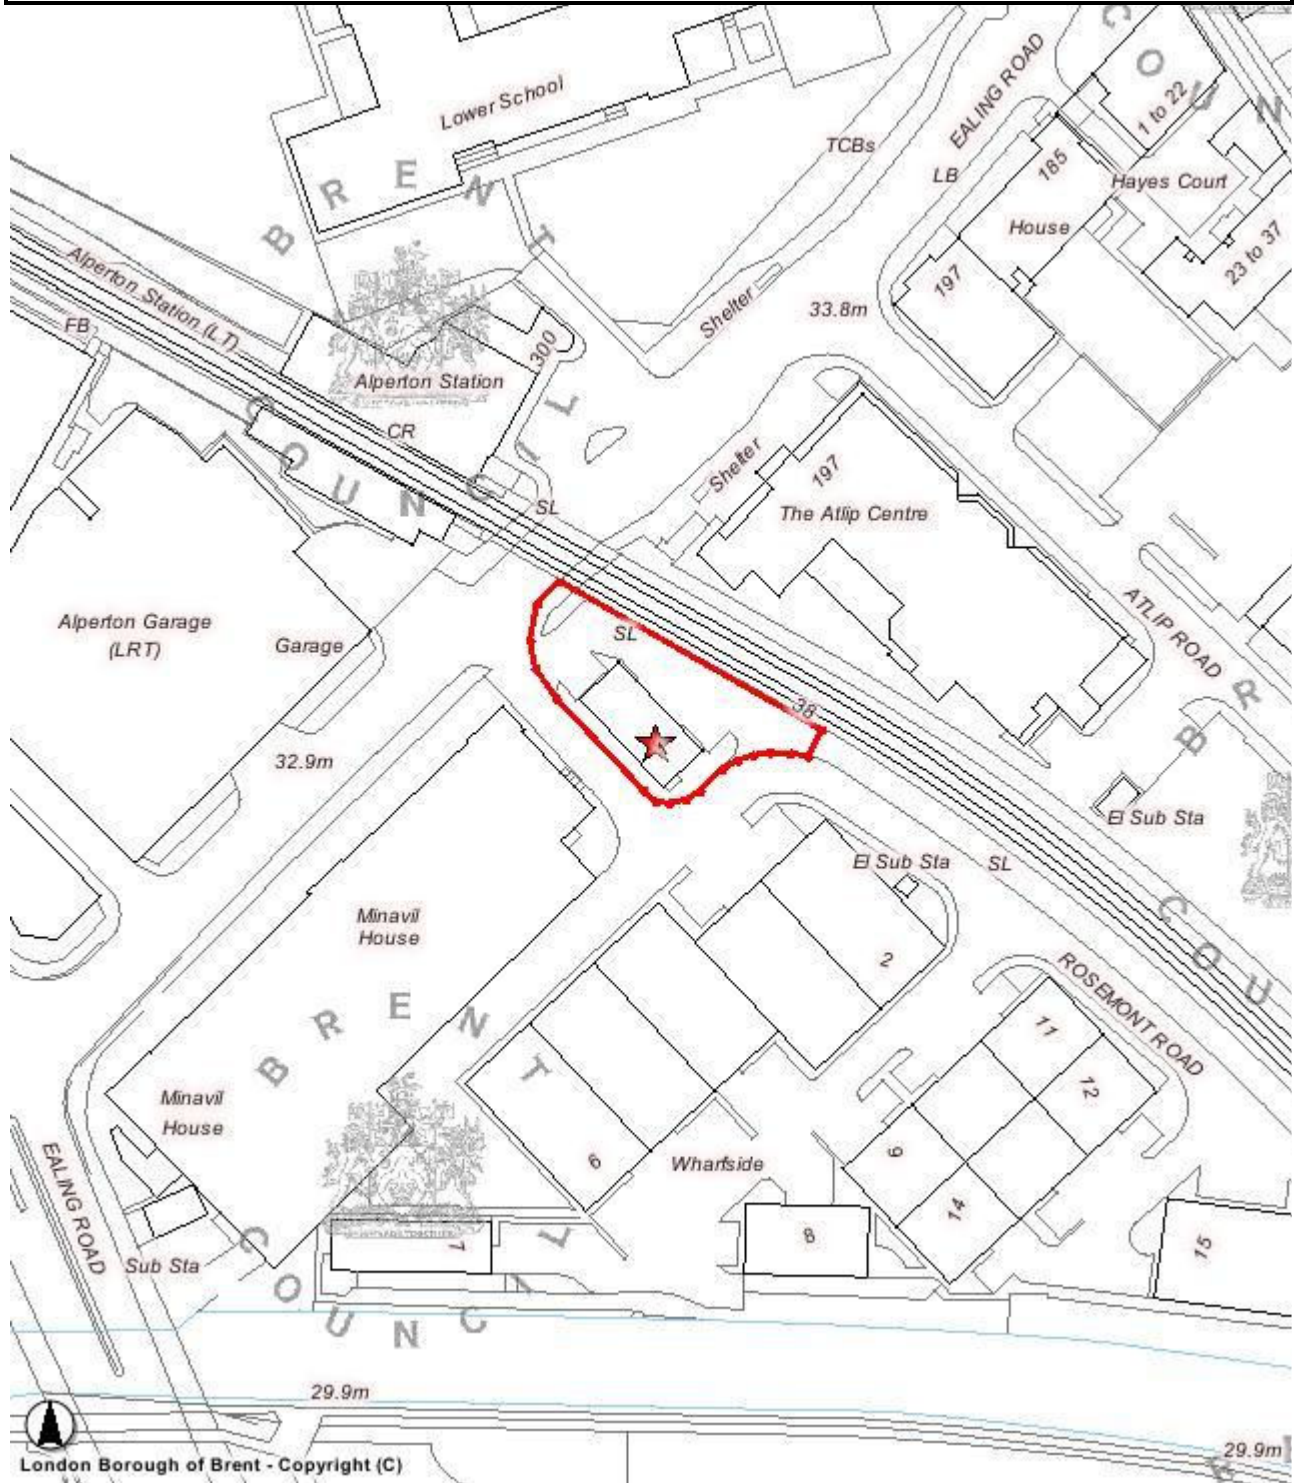 Lower School
EALING ROAD
1 to 22
TCBs
LB
185
Hayes Court
House
23 to 37
197
Alperton Station (LT)
FB
33.8m
Shelter
300
Alperton Station
CR
Shelter
197
The Atlip Centre
SL
ATLIP ROAD
Alperton Garage
(LRT)
Garage
SL
38
32.9m
El Sub Sta
El Sub Sta
SL
Minavil
House
2
ROSEMONT ROAD
11
12
Minavil
House
EALING ROAD
6
Wharfside
9
14
Sub Sta
7
8
15
29.9m
29.9m
BRENT
COUNCIL
BRENT
COUNCIL
COUN
BR
COU
R
London Borough of Brent - Copyright (C)